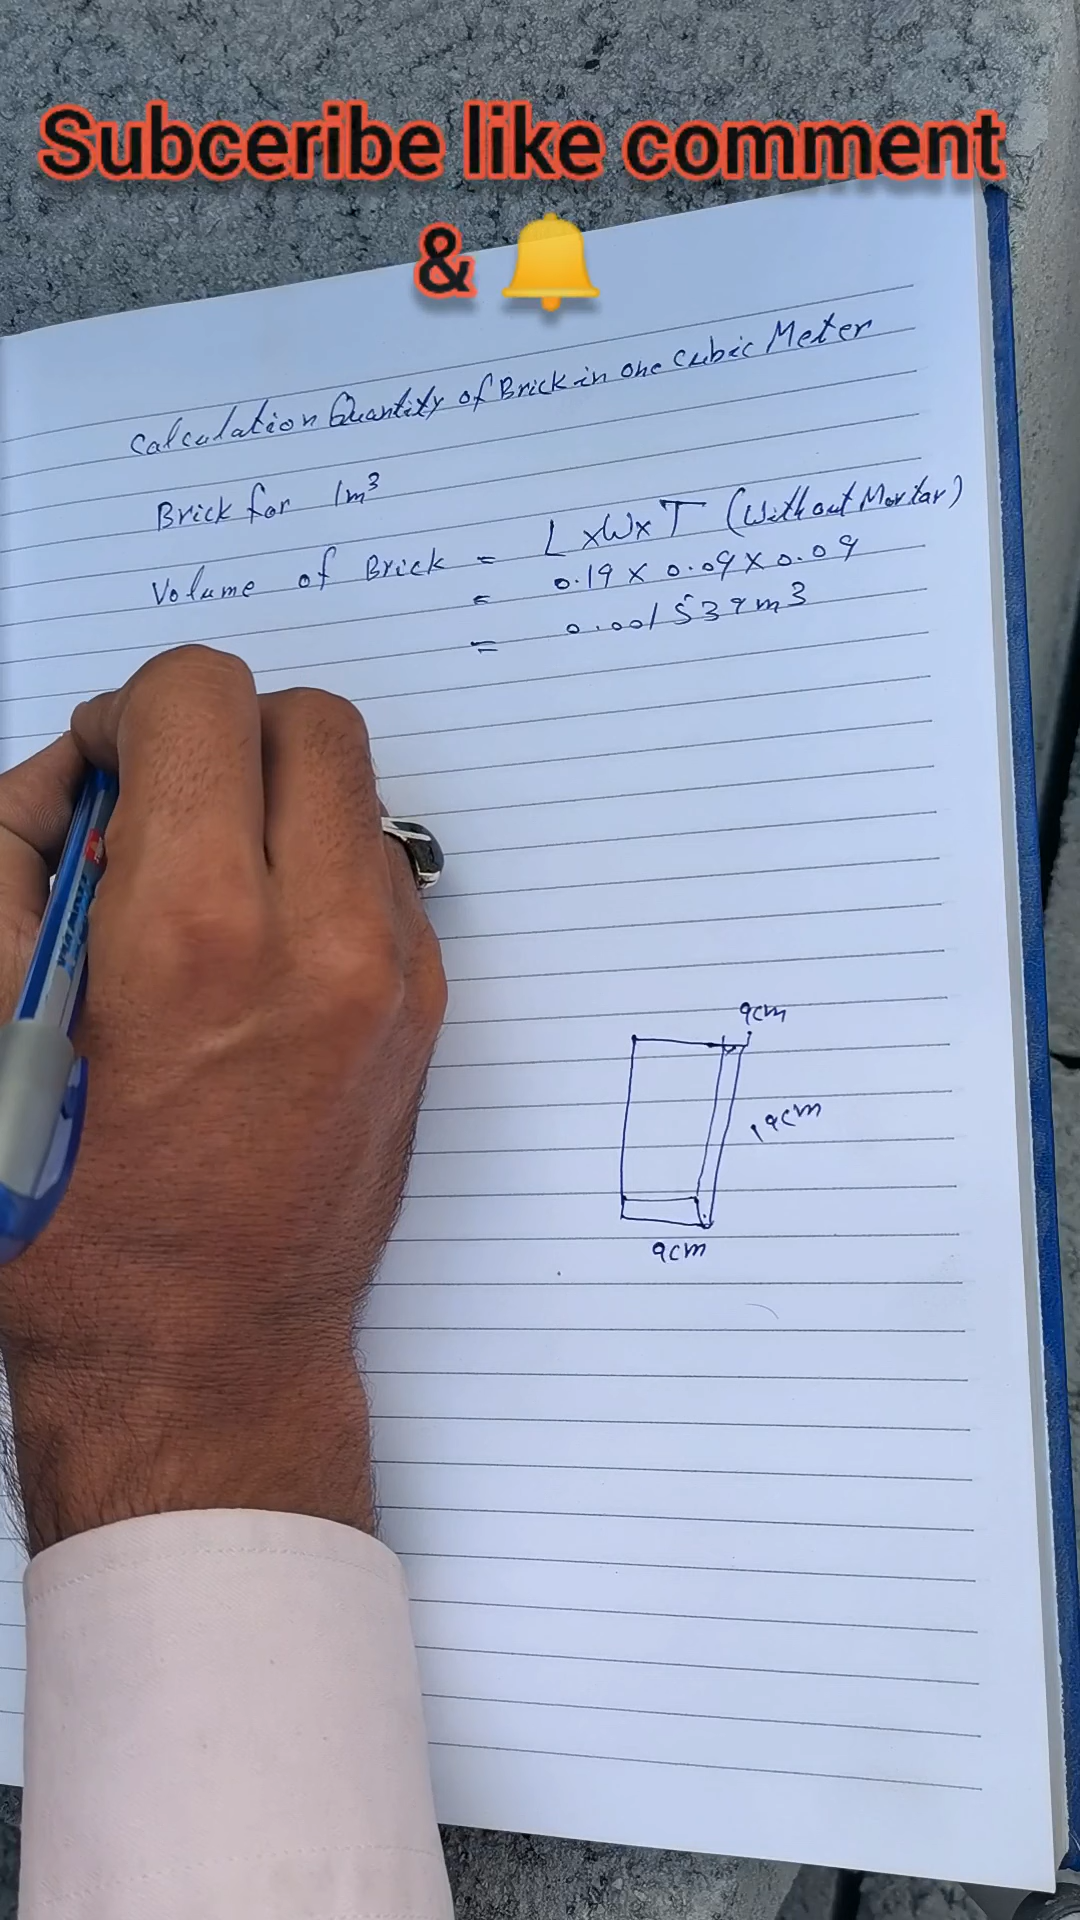 Subceribe like comment
& 🔔
Calculation Quantity of Brick in one Cubic Meter
Brick for 1m³
Volume of Brick = L x W x T (Without Mortar)
= 0.19 x 0.09 x 0.09
= 0.001539m3
9cm
19cm
9cm